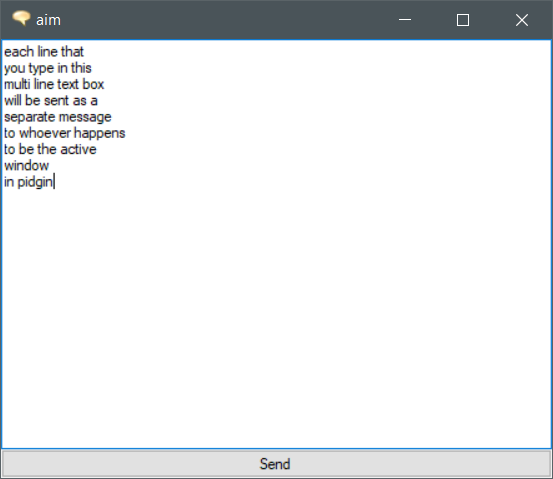 aim
each line that
you type in this
multi line text box
will be sent as a
separate message
to whoever happens
to be the active
window
in pidgin
Send